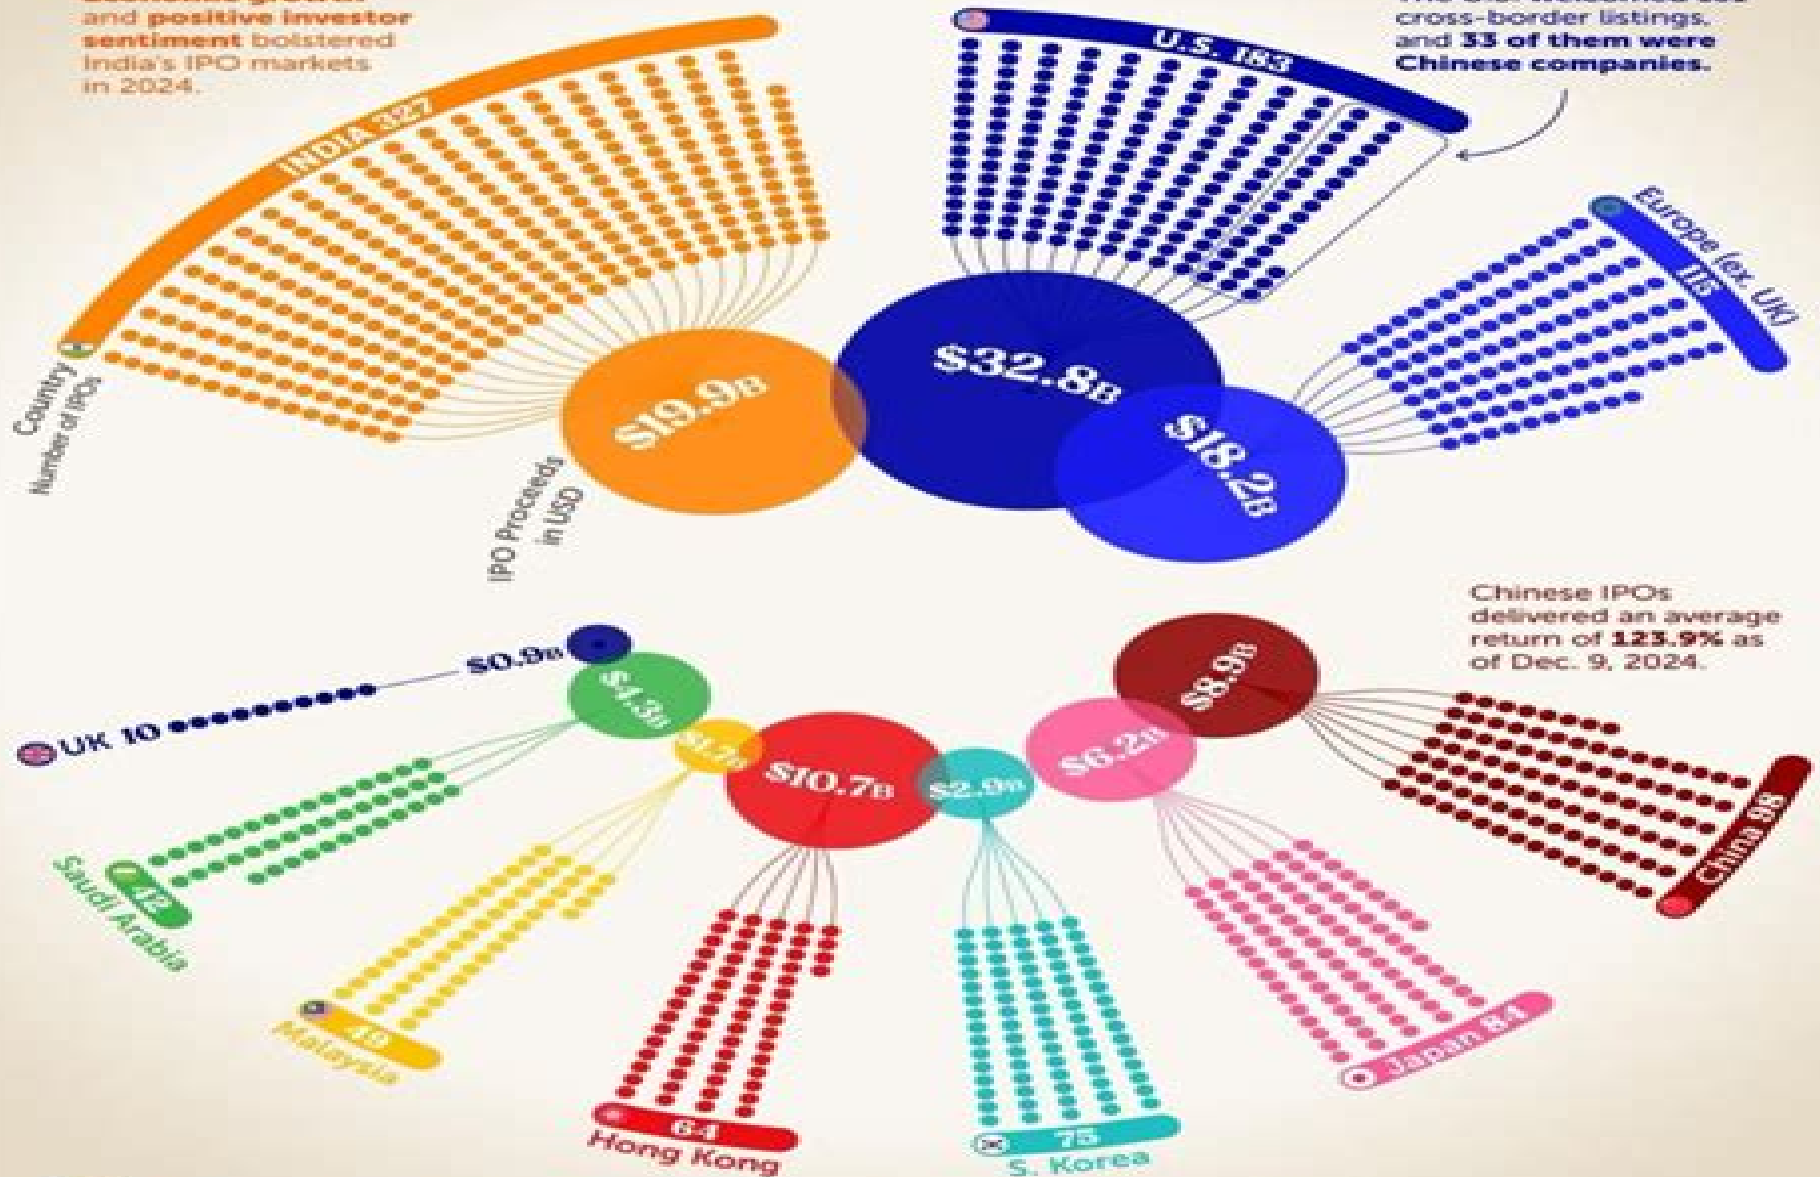 and positive investor
sentiment bolstered
India's IPO markets
in 2024.
cross-border listings,
and 33 of them were
Chinese companies.
INDIA 327
U.S. 183
Europe (ex. UK)
115
Country
Number of IPOs
$19.9B
$32.8B
$18.2B
IPO Proceeds
in USD
Chinese IPOs
delivered an average
return of 123.9% as
of Dec. 9, 2024.
$0.9B
UK 10
$4.3B
$1.7B
$10.7B
$2.9B
$6.2B
$8.9B
China 98
Saudi Arabia
42
Malaysia
49
64
Hong Kong
75
S. Korea
Japan 84